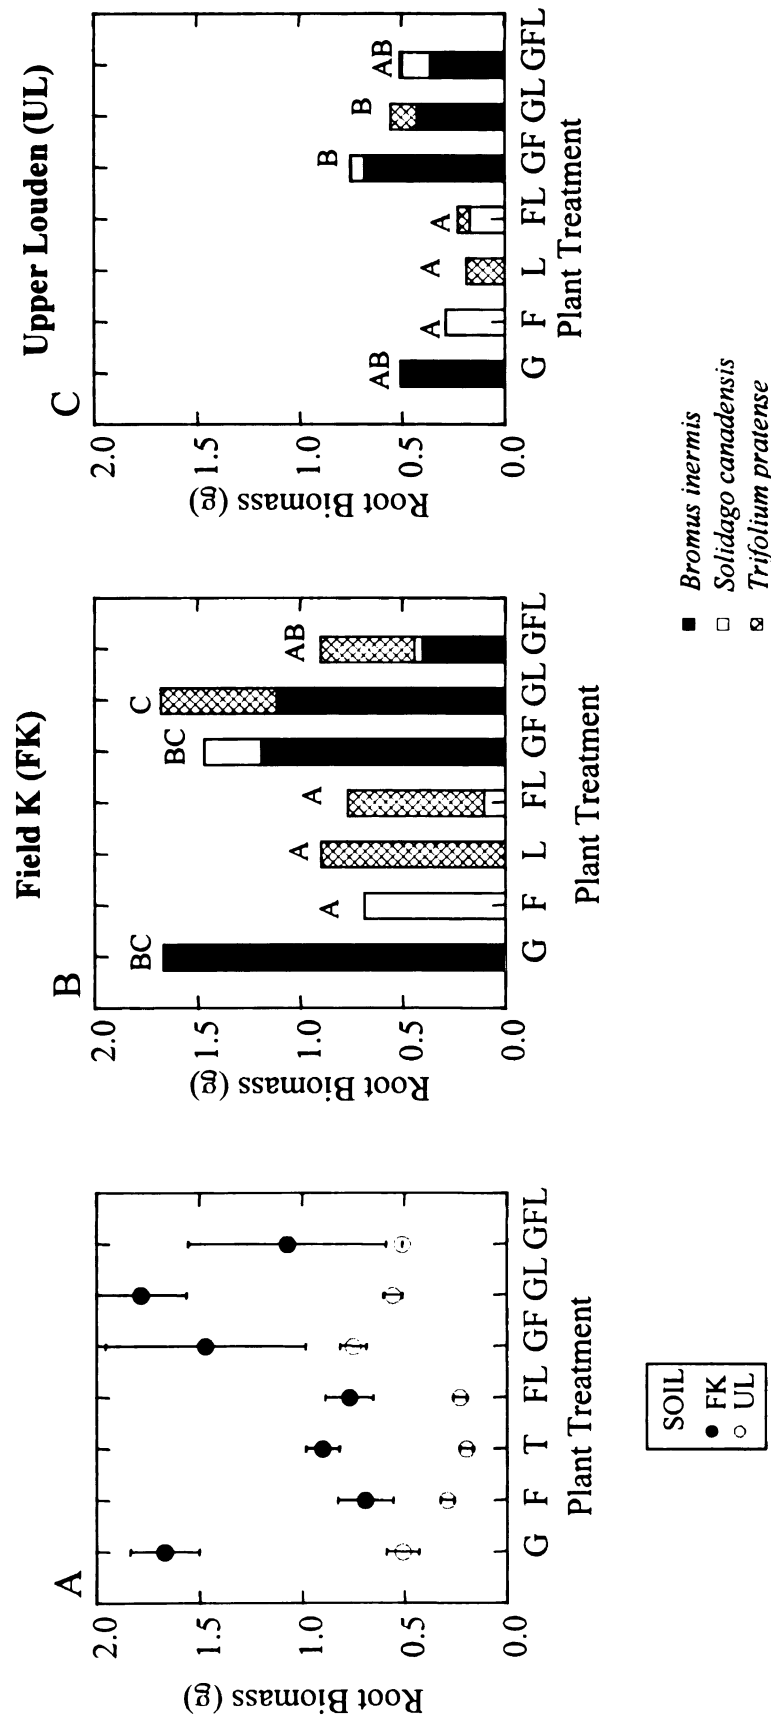 A
Root Biomass (g)
2.0
1.5
1.0
0.5
0.0
G F T FL GF GL GFL
Plant Treatment
SOIL
FK
UL
Field K (FK)
B
Root Biomass (g)
2.0
1.5
1.0
0.5
0.0
BC A A A BC C AB
G F L FL GF GL GFL
Plant Treatment
Upper Louden (UL)
C
Root Biomass (g)
2.0
1.5
1.0
0.5
0.0
AB A A A B B AB
G F L FL GF GL GFL
Plant Treatment
Bromus inermis
Solidago canadensis
Trifolium pratense